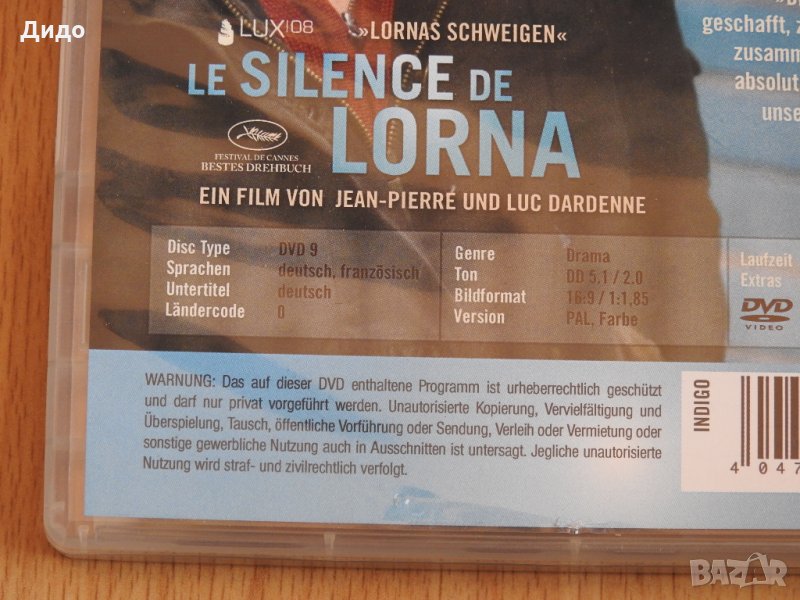 Дидо
LUX!08
»LORNAS SCHWEIGEN«
LE SILENCE DE
LORNA
FESTIVAL DE CANNES
BESTES DREHBUCH
EIN FILM VON JEAN-PIERRE UND LUC DARDENNE
geschafft, z
zusamm
absolut
unse
Disc Type DVD 9
Sprachen deutsch, französisch
Untertitel deutsch
Ländercode 0
Genre Drama
Ton DD 5.1 / 2.0
Bildformat 16:9 / 1:1,85
Version PAL, Farbe
Laufzeit
Extras
DVD
VIDEO
WARNUNG: Das auf dieser DVD enthaltene Programm ist urheberrechtlich geschützt
und darf nur privat vorgeführt werden. Unautorisierte Kopierung, Vervielfältigung und
Überspielung, Tausch, öffentliche Vorführung oder Sendung, Verleih oder Vermietung oder
sonstige gewerbliche Nutzung auch in Ausschnitten ist untersagt. Jegliche unautorisierte
Nutzung wird straf- und zivilrechtlich verfolgt.
INDIGO
4 047
BAZAR